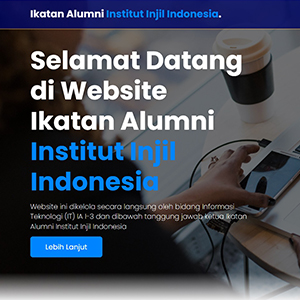 Ikatan Alumni Institut Injil Indonesia.
Selamat Datang
di Website
Ikatan Alumni
Institut Injil
Indonesia
Website ini dikelola secara langsung oleh bidang Informasi
Teknologi (IT) IA I-3 dan dibawah tanggung jawab ketua Ikatan
Alumni Institut Injil Indonesia
Lebih Lanjut